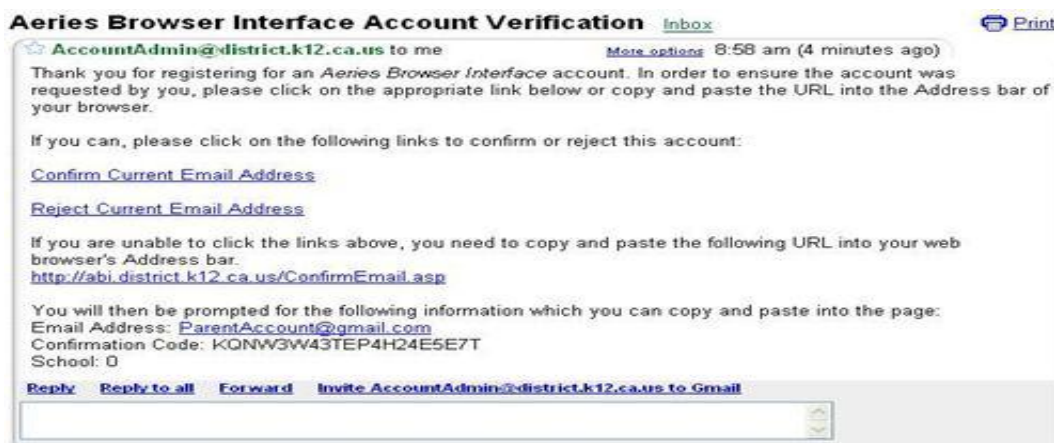 Aeries Browser Interface Account Verification Inbox Print
AccountAdmin@district.k12.ca.us to me More options 8:58 am (4 minutes ago)
Thank you for registering for an Aeries Browser Interface account. In order to ensure the account was
requested by you, please click on the appropriate link below or copy and paste the URL into the Address bar of
your browser.
If you can, please click on the following links to confirm or reject this account:
Confirm Current Email Address
Reject Current Email Address
If you are unable to click the links above, you need to copy and paste the following URL into your web
browser's Address bar.
http://abi.district.k12.ca.us/ConfirmEmail.asp
You will then be prompted for the following information which you can copy and paste into the page:
Email Address: ParentAccount@gmail.com
Confirmation Code: KQNW3W43TEP4H24E5E7T
School: 0
Reply Reply to all Forward Invite AccountAdmin@district.k12.ca.us to Gmail